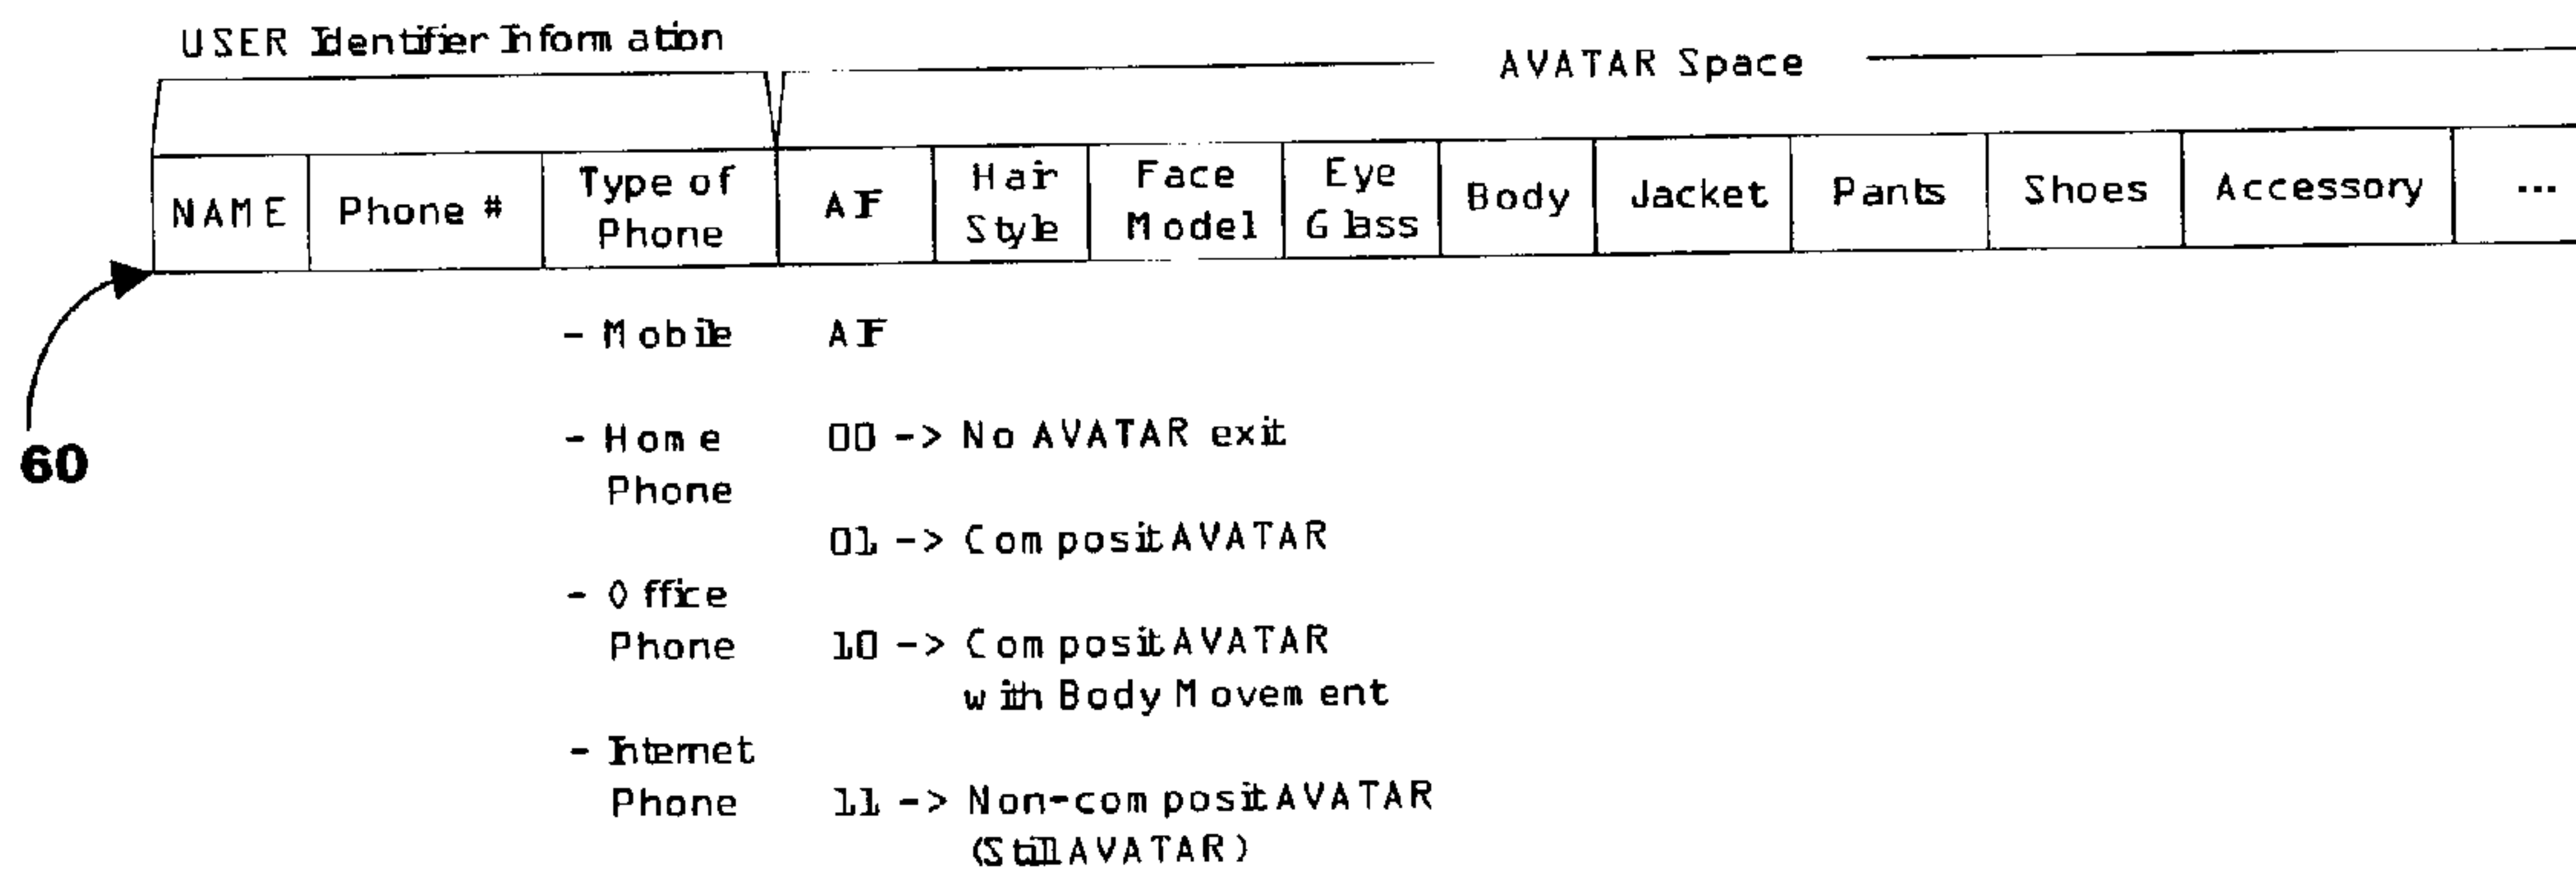 USER Identifier Information
AVATAR Space
NAME
Phone #
Type of
Phone
AIF
Hair
Style
Face
Model
Eye
Glass
Body
Jacket
Pants
Shoes
Accessory
...
60
- Mobile
- Home
Phone
- Office
Phone
- Internet
Phone
AIF
00 -> No AVATAR exit
01 -> Composit AVATAR
10 -> Composit AVATAR
with Body Movement
11 -> Non-composit AVATAR
(Still AVATAR)